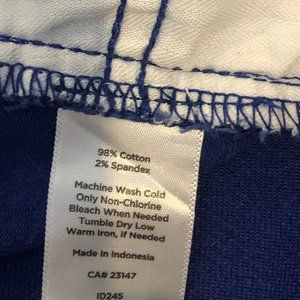 98% Cotton
2% Spandex
Machine Wash Cold
Only Non-Chlorine
Bleach When Needed
Tumble Dry Low
Warm Iron, if Needed
Made in Indonesia
CA# 23147
ID245